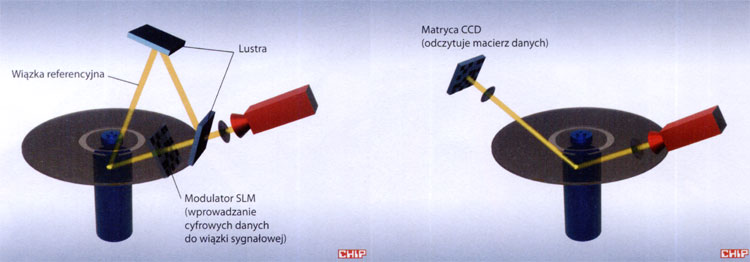 Lustra
Wiązka referencyjna
Modulator SLM
(wprowadzanie
cyfrowych danych
do wiązki sygnałowej)
CHIP
Matryca CCD
(odczytuje macierz danych)
CHIP